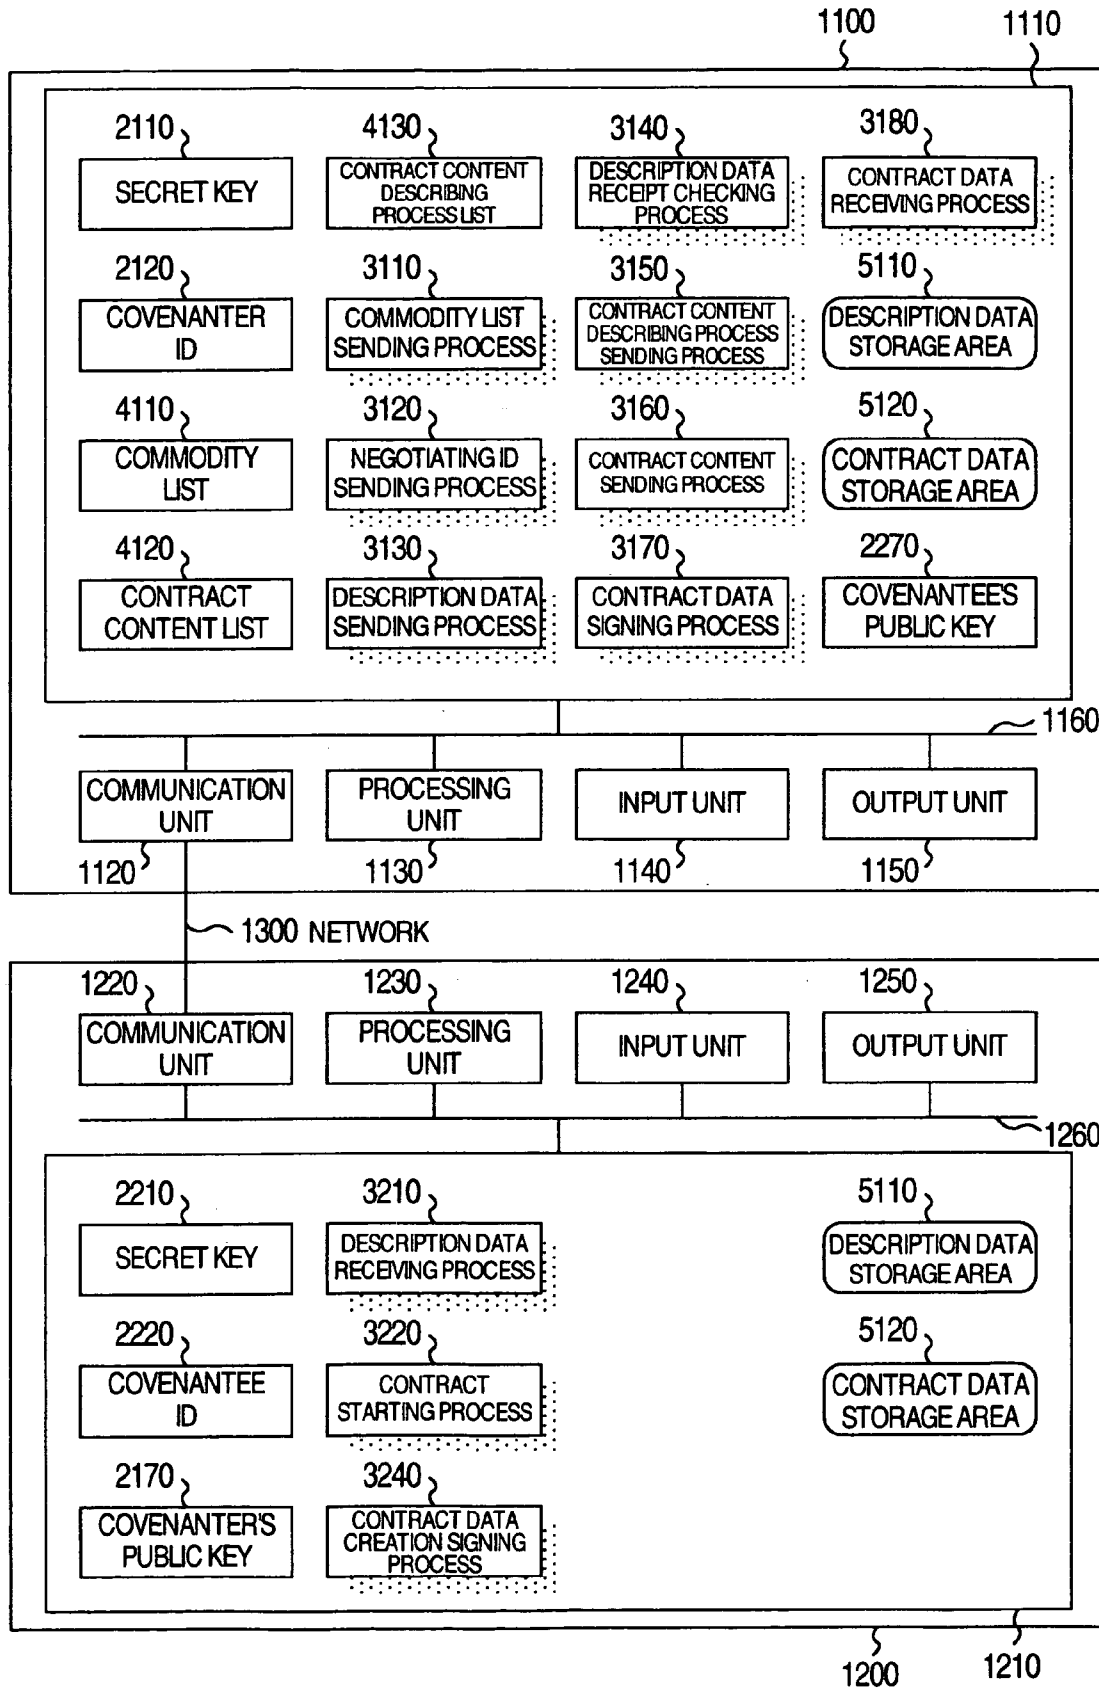 1100
1110
2110
4130
3140
3180
SECRET KEY
CONTRACT CONTENT
DESCRIBING
PROCESS LIST
DESCRIPTION DATA
RECEIPT CHECKING
PROCESS
CONTRACT DATA
RECEIVING PROCESS
2120
3110
3150
5110
COVENANTER
ID
COMMODITY LIST
SENDING PROCESS
CONTRACT CONTENT
DESCRIBING PROCESS
SENDING PROCESS
DESCRIPTION DATA
STORAGE AREA
4110
3120
3160
5120
COMMODITY
LIST
NEGOTIATING ID
SENDING PROCESS
CONTRACT CONTENT
SENDING PROCESS
CONTRACT DATA
STORAGE AREA
4120
3130
3170
2270
CONTRACT
CONTENT LIST
DESCRIPTION DATA
SENDING PROCESS
CONTRACT DATA
SIGNING PROCESS
COVENANTEE'S
PUBLIC KEY
1160
COMMUNICATION
UNIT
PROCESSING
UNIT
INPUT UNIT
OUTPUT UNIT
1120
1130
1140
1150
1300 NETWORK
1220
1230
1240
1250
COMMUNICATION
UNIT
PROCESSING
UNIT
INPUT UNIT
OUTPUT UNIT
1260
2210
3210
5110
SECRET KEY
DESCRIPTION DATA
RECEIVING PROCESS
DESCRIPTION DATA
STORAGE AREA
2220
3220
5120
COVENANTEE
ID
CONTRACT
STARTING PROCESS
CONTRACT DATA
STORAGE AREA
2170
3240
COVENANTER'S
PUBLIC KEY
CONTRACT DATA
CREATION SIGNING
PROCESS
1200
1210